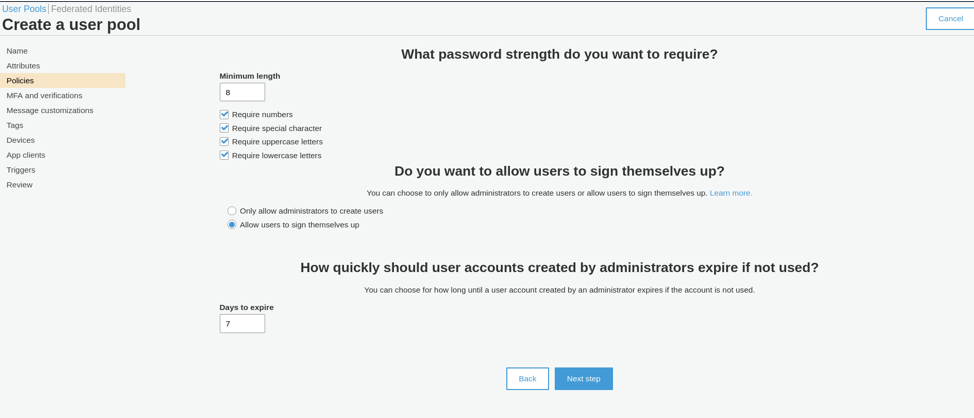 User Pools | Federated Identities
Create a user pool
Cancel
Name
Attributes
Policies
MFA and verifications
Message customizations
Tags
Devices
App clients
Triggers
Review
What password strength do you want to require?
Minimum length
8
Require numbers
Require special character
Require uppercase letters
Require lowercase letters
Do you want to allow users to sign themselves up?
You can choose to only allow administrators to create users or allow users to sign themselves up. Learn more.
Only allow administrators to create users
Allow users to sign themselves up
How quickly should user accounts created by administrators expire if not used?
You can choose for how long until a user account created by an administrator expires if the account is not used.
Days to expire
7
Back
Next step